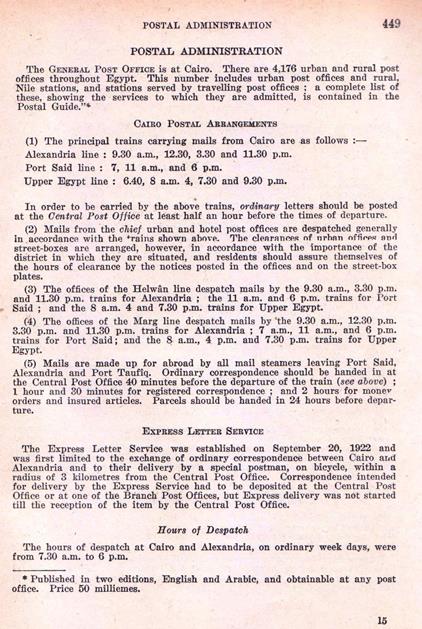 POSTAL ADMINISTRATION 449
POSTAL ADMINISTRATION
The GENERAL POST OFFICE is at Cairo. There are 4,176 urban and rural post
offices throughout Egypt. This number includes urban post offices and rural,
Nile stations, and stations served by travelling post offices ; a complete list of
these, showing the services to which they are admitted, is contained in the
Postal Guide."*
CAIRO POSTAL ARRANGEMENTS
(1) The principal trains carrying mails from Cairo are as follows :—
Alexandria line : 9.30 a.m., 12.30, 3.30 and 11.30 p.m.
Port Said line : 7, 11 a.m., and 6 p.m.
Upper Egypt line : 6.40, 8 a.m. 4, 7.30 and 9.30 p.m.
In order to be carried by the above trains, ordinary letters should be posted
at the Central Post Office at least half an hour before the times of departure.
(2) Mails from the chief urban and hotel post offices are despatched generally
in accordance with the trains shown above. The clearances of urban offices and
street-boxes are arranged, however, in accordance with the importance of the
district in which they are situated, and residents should assure themselves of
the hours of clearance by the notices posted in the offices and on the street-box
plates.
(3) The offices of the Helwân line despatch mails by the 9.30 a.m., 3.30 p.m.
and 11.30 p.m. trains for Alexandria ; the 11 a.m. and 6 p.m. trains for Port
Said ; and the 8 a.m. 4 and 7.30 p.m. trains for Upper Egypt.
(4) The offices of the Marg line despatch mails by the 9.30 a.m., 12.30 p.m.
3.30 p.m. and 11.30 p.m. trains for Alexandria ; 7 a.m., 11 a.m., and 6 p.m.
trains for Port Said; and the 8 a.m., 4 p.m. and 7.30 p.m. trains for Upper
Egypt.
(5) Mails are made up for abroad by all mail steamers leaving Port Said,
Alexandria and Port Taufiq. Ordinary correspondence should be handed in at
the Central Post Office 40 minutes before the departure of the train (see above) ;
1 hour and 30 minutes for registered correspondence ; and 2 hours for money
orders and insured articles. Parcels should be handed in 24 hours before depar-
ture.
EXPRESS LETTER SERVICE
The Express Letter Service was established on September 20, 1922 and
was first limited to the exchange of ordinary correspondence between Cairo and
Alexandria and to their delivery by a special postman, on bicycle, within a
radius of 3 kilometres from the Central Post Office. Correspondence intended
for delivery by the Express Service had to be deposited at the Central Post
Office or at one of the Branch Post Offices, but Express delivery was not started
till the reception of the item by the Central Post Office.
Hours of Despatch
The hours of despatch at Cairo and Alexandria, on ordinary week days, were
from 7.30 a.m. to 6 p.m.
* Published in two editions, English and Arabic, and obtainable at any post
office. Price 50 milliemes.
15